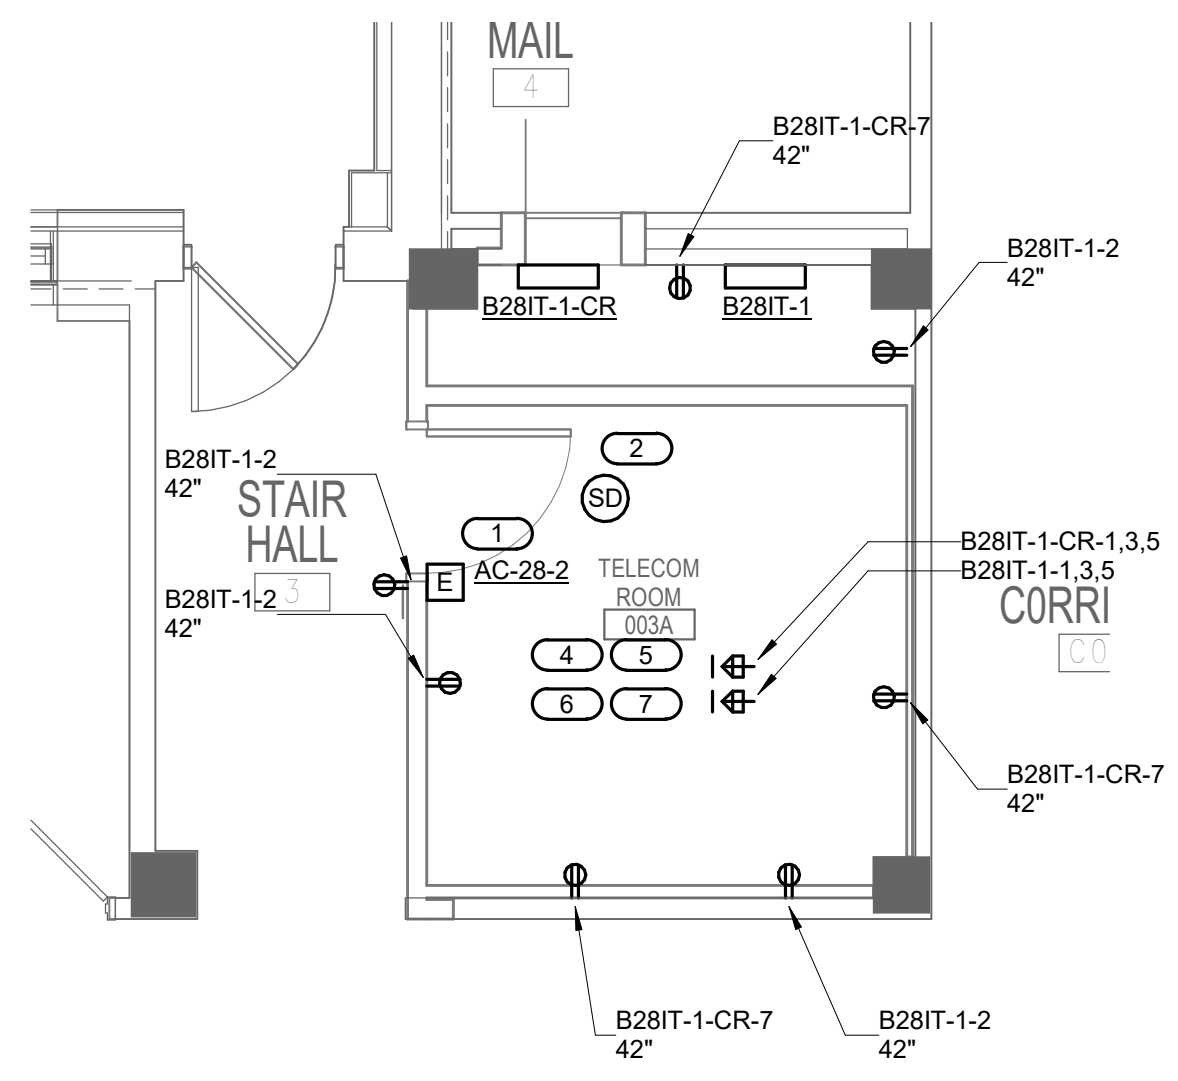 MAIL
4
B28IT-1-CR-7
42"
B28IT-1-2
42"
B28IT-1-CR
B28IT-1
B28IT-1-2
42"
2
STAIR
HALL
3
SD
1
E
AC-28-2
TELECOM
ROOM
003A
B28IT-1-CR-1,3,5
B28IT-1-1,3,5
C0RRI
C0
B28IT-1-2
42"
4
5
6
7
B28IT-1-CR-7
42"
B28IT-1-CR-7
42"
B28IT-1-2
42"